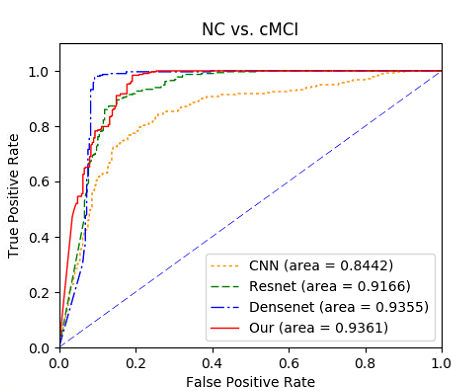 NC vs. cMCI
True Positive Rate
1.0
0.8
0.6
0.4
0.2
0.0
CNN (area = 0.8442)
Resnet (area = 0.9166)
Densenet (area = 0.9355)
Our (area = 0.9361)
0.0 0.2 0.4 0.6 0.8 1.0
False Positive Rate